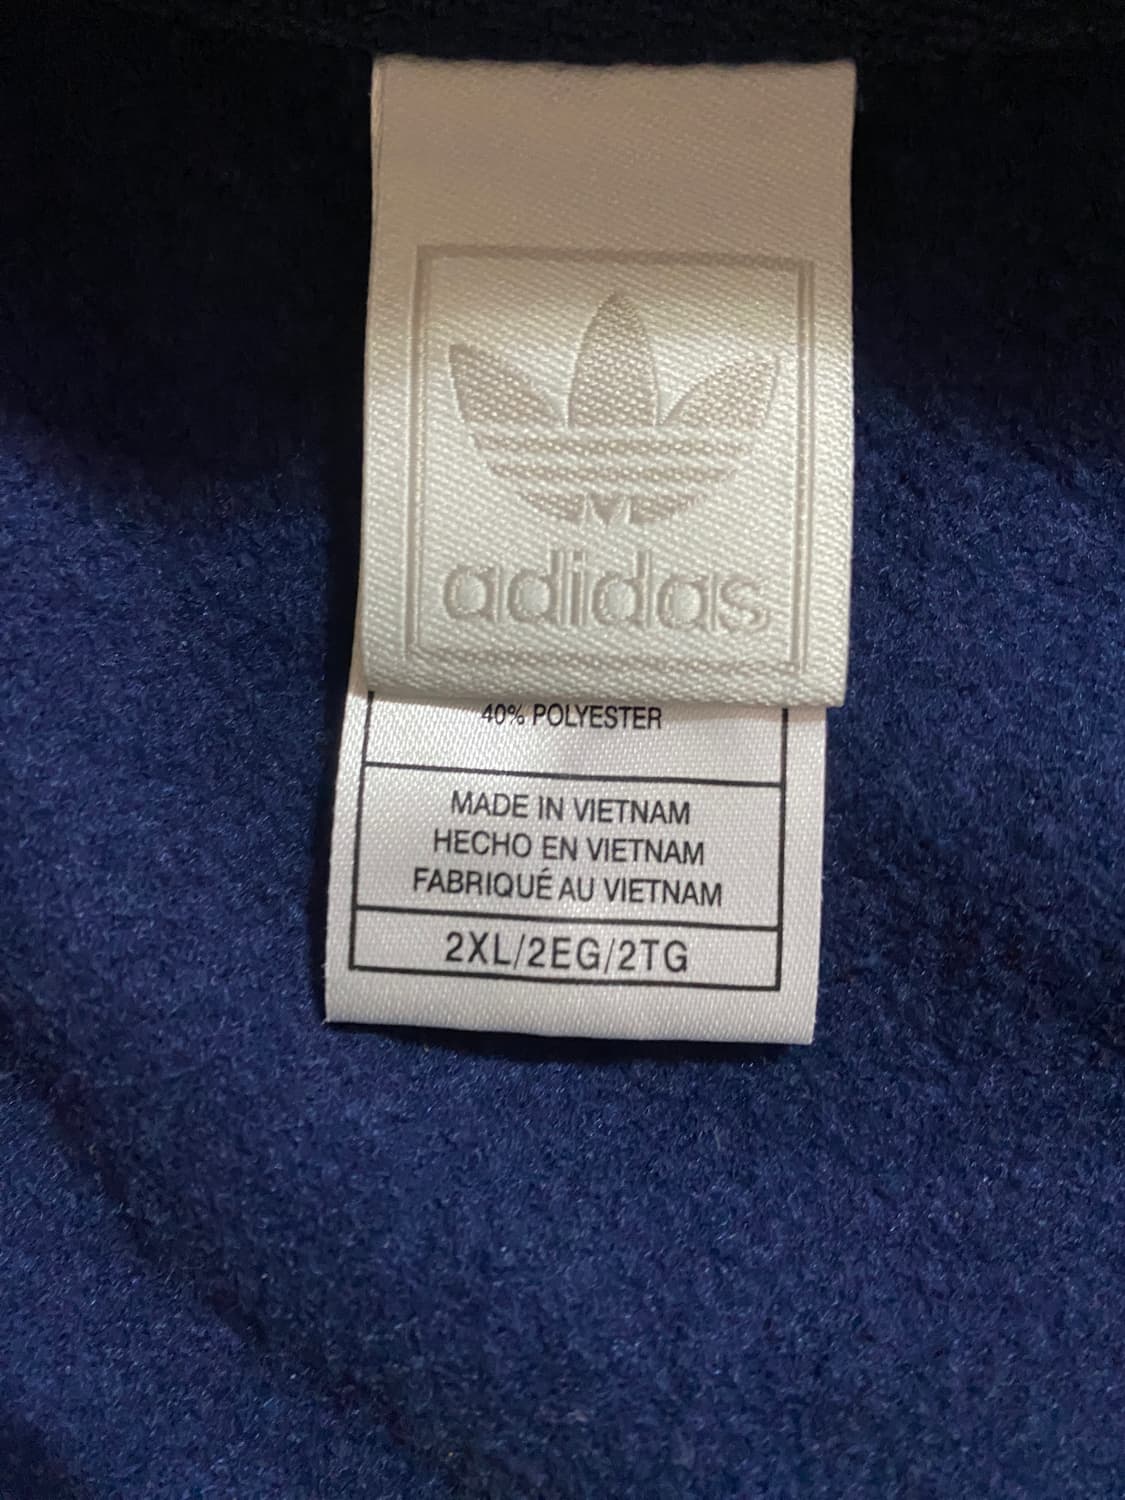 adidas
40% POLYESTER
MADE IN VIETNAM
HECHO EN VIETNAM
FABRIQUÉ AU VIETNAM
2XL/2EG/2TG